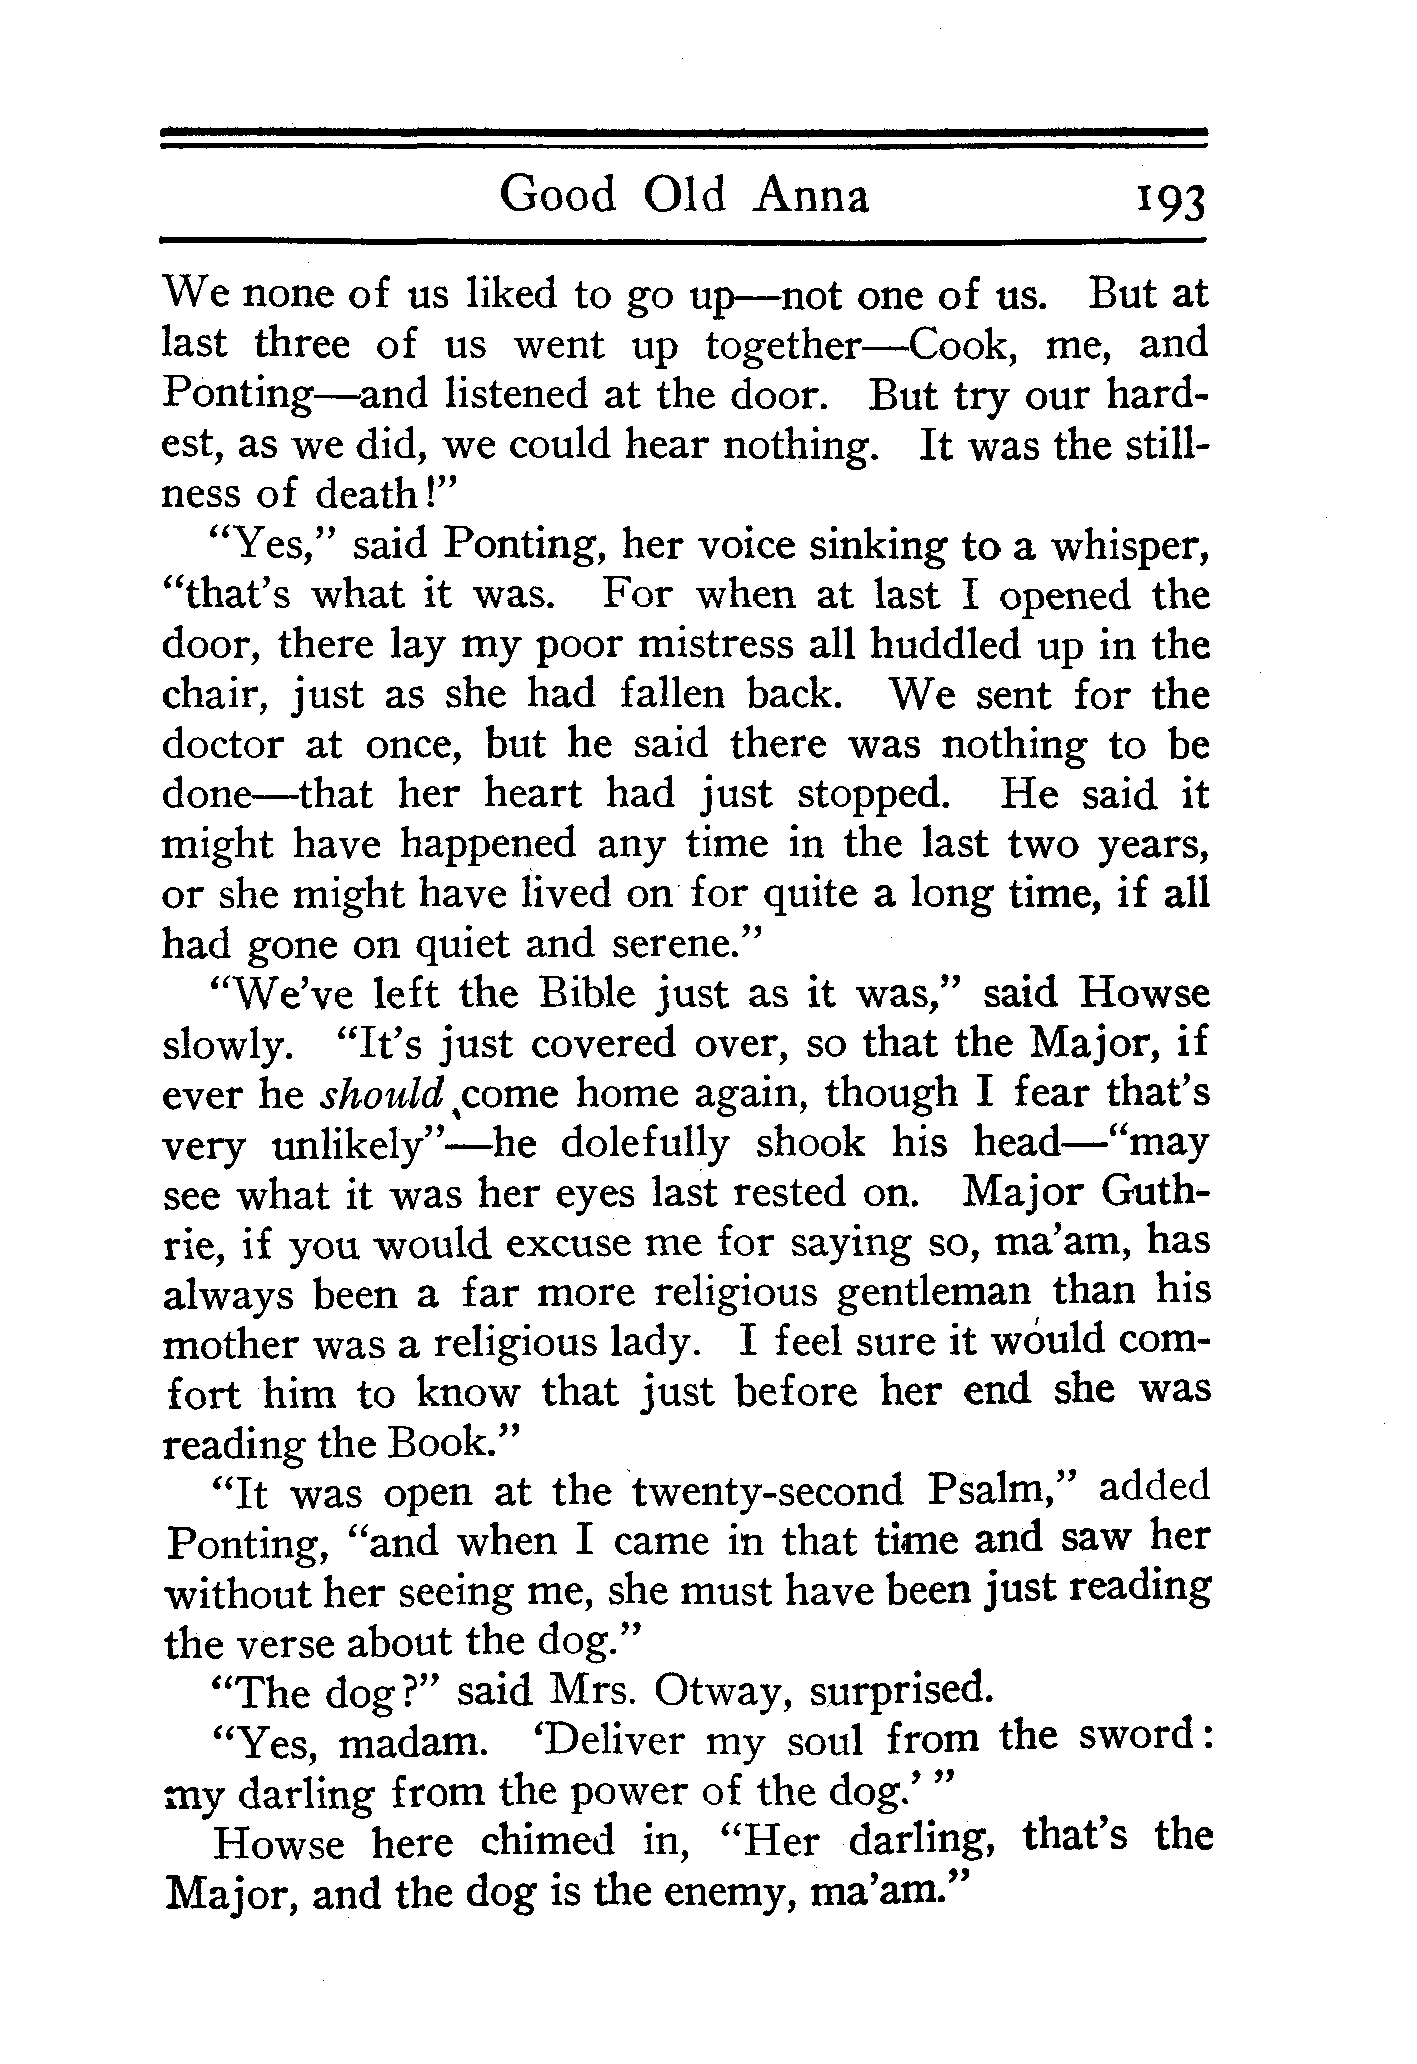 Good Old Anna 193
We none of us liked to go up—not one of us. But at
last three of us went up together—Cook, me, and
Ponting—and listened at the door. But try our hard-
est, as we did, we could hear nothing. It was the still-
ness of death!”
“Yes,” said Ponting, her voice sinking to a whisper,
“that’s what it was. For when at last I opened the
door, there lay my poor mistress all huddled up in the
chair, just as she had fallen back. We sent for the
doctor at once, but he said there was nothing to be
done—that her heart had just stopped. He said it
might have happened any time in the last two years,
or she might have lived on for quite a long time, if all
had gone on quiet and serene.”
“We’ve left the Bible just as it was,” said Howse
slowly. “It’s just covered over, so that the Major, if
ever he should come home again, though I fear that’s
very unlikely”—he dolefully shook his head—“may
see what it was her eyes last rested on. Major Guth-
rie, if you would excuse me for saying so, ma’am, has
always been a far more religious gentleman than his
mother was a religious lady. I feel sure it would com-
fort him to know that just before her end she was
reading the Book.”
“It was open at the twenty-second Psalm,” added
Ponting, “and when I came in that time and saw her
without her seeing me, she must have been just reading
the verse about the dog.”
“The dog?” said Mrs. Otway, surprised.
“Yes, madam. ‘Deliver my soul from the sword:
my darling from the power of the dog.’ ”
Howse here chimed in, “Her darling, that’s the
Major, and the dog is the enemy, ma’am.”